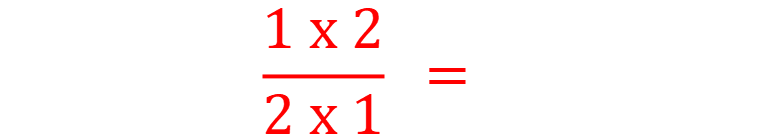 1 x 2
2 x 1 =